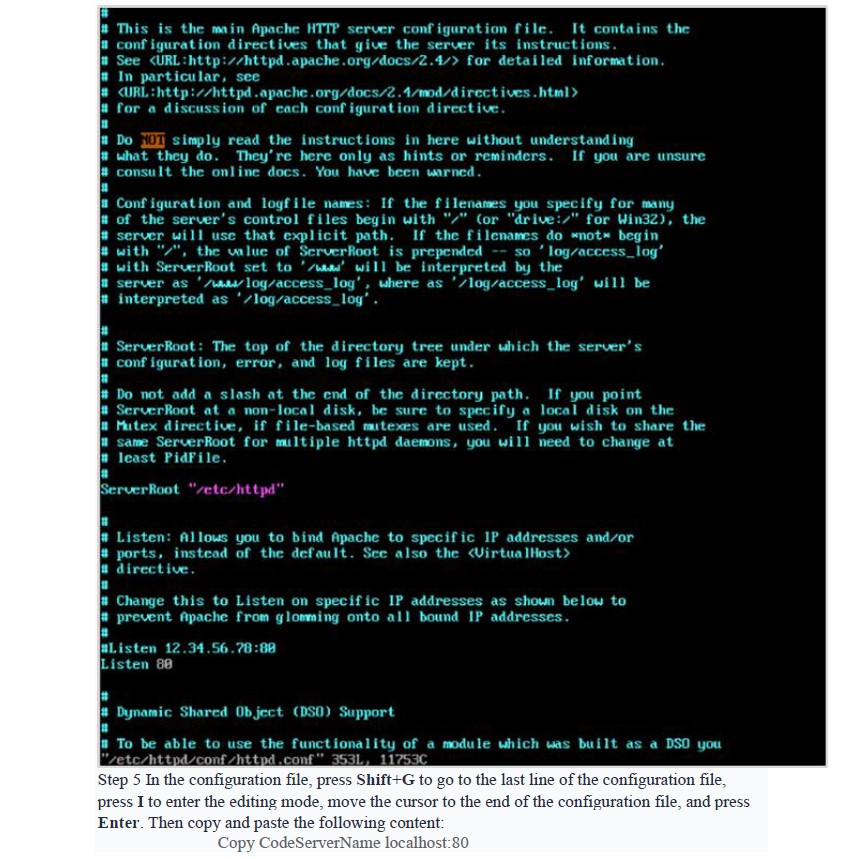 #
# This is the main Apache HTTP server configuration file.  It contains the
# configuration directives that give the server its instructions.
# See <URL:http://httpd.apache.org/docs/2.4/> for detailed information.
# In particular, see
# <URL:http://httpd.apache.org/docs/2.4/mod/directives.html>
# for a discussion of each configuration directive.
#
# Do NOT simply read the instructions in here without understanding
# what they do.  They're here only as hints or reminders.  If you are unsure
# consult the online docs. You have been warned.
#
# Configuration and logfile names: If the filenames you specify for many
# of the server's control files begin with "/" (or "drive:/" for Win32), the
# server will use that explicit path.  If the filenames do *not* begin
# with "/", the value of ServerRoot is prepended -- so 'log/access_log'
# with ServerRoot set to '/www' will be interpreted by the
# server as '/www/log/access_log', where as '/log/access_log' will be
# interpreted as '/log/access_log'.
#
# ServerRoot: The top of the directory tree under which the server's
# configuration, error, and log files are kept.
#
# Do not add a slash at the end of the directory path.  If you point
# ServerRoot at a non-local disk, be sure to specify a local disk on the
# Mutex directive, if file-based mutexes are used.  If you wish to share the
# same ServerRoot for multiple httpd daemons, you will need to change at
# least PidFile.
#
ServerRoot "/etc/httpd"
#
# Listen: Allows you to bind Apache to specific IP addresses and/or
# ports, instead of the default. See also the <VirtualHost>
# directive.
#
# Change this to Listen on specific IP addresses as shown below to
# prevent Apache from glomming onto all bound IP addresses.
#
#Listen 12.34.56.78:80
Listen 80
#
# Dynamic Shared Object (DSO) Support
#
# To be able to use the functionality of a module which was built as a DSO you
"/etc/httpd/conf/httpd.conf" 353L, 11753C
Step 5 In the configuration file, press Shift+G to go to the last line of the configuration file,
press I to enter the editing mode, move the cursor to the end of the configuration file, and press
Enter. Then copy and paste the following content:
Copy CodeServerName localhost:80